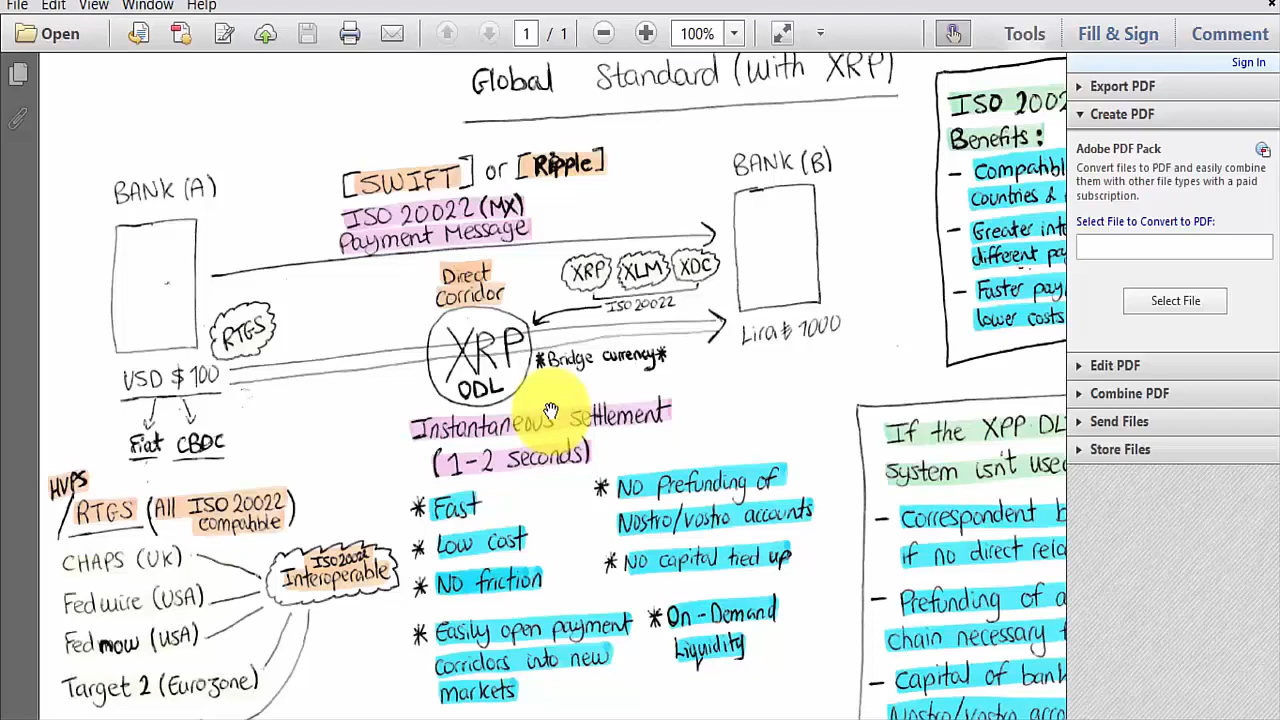 File Edit View Window Help
Open
1 / 1
100%
Tools
Fill & Sign
Comment
Sign In
Export PDF
Create PDF
Adobe PDF Pack
Convert files to PDF and easily combine
them with other file types with a paid
subscription.
Select File to Convert to PDF:
Select File
Edit PDF
Combine PDF
Send Files
Store Files
Global Standard (with XRP)
BANK (A)
[SWIFT] or [Ripple]
ISO 20022 (MX)
Payment Message
BANK (B)
Direct
Corridor
XRP XLM XDC
ISO 20022
RTGS
XRP
ODL
*Bridge currency*
Lira ₺ 1000
USD $ 100
Fiat CBDC
Instantaneous settlement
(1-2 seconds)
* Fast
* Low cost
* NO friction
* Easily open payment
corridors into new
markets
* NO Prefunding of
Nostro/vostro accounts
* NO capital tied up
* On-Demand
Liquidity
HVPS
/RTGS (All ISO 20022
compatible)
CHAPS (UK)
Fedwire (USA)
Fednow (USA)
Target 2 (Eurozone)
Interoperable
ISO 2002
Benefits:
- Compatibl
countries &
- Greater int
different pa
- Faster pay
lower costs
If the XPP DL
system isn't use
- Correspondent b
if no direct rela
- Prefunding of a
chain necessary
- Capital of bank
Nostro/vostro acco